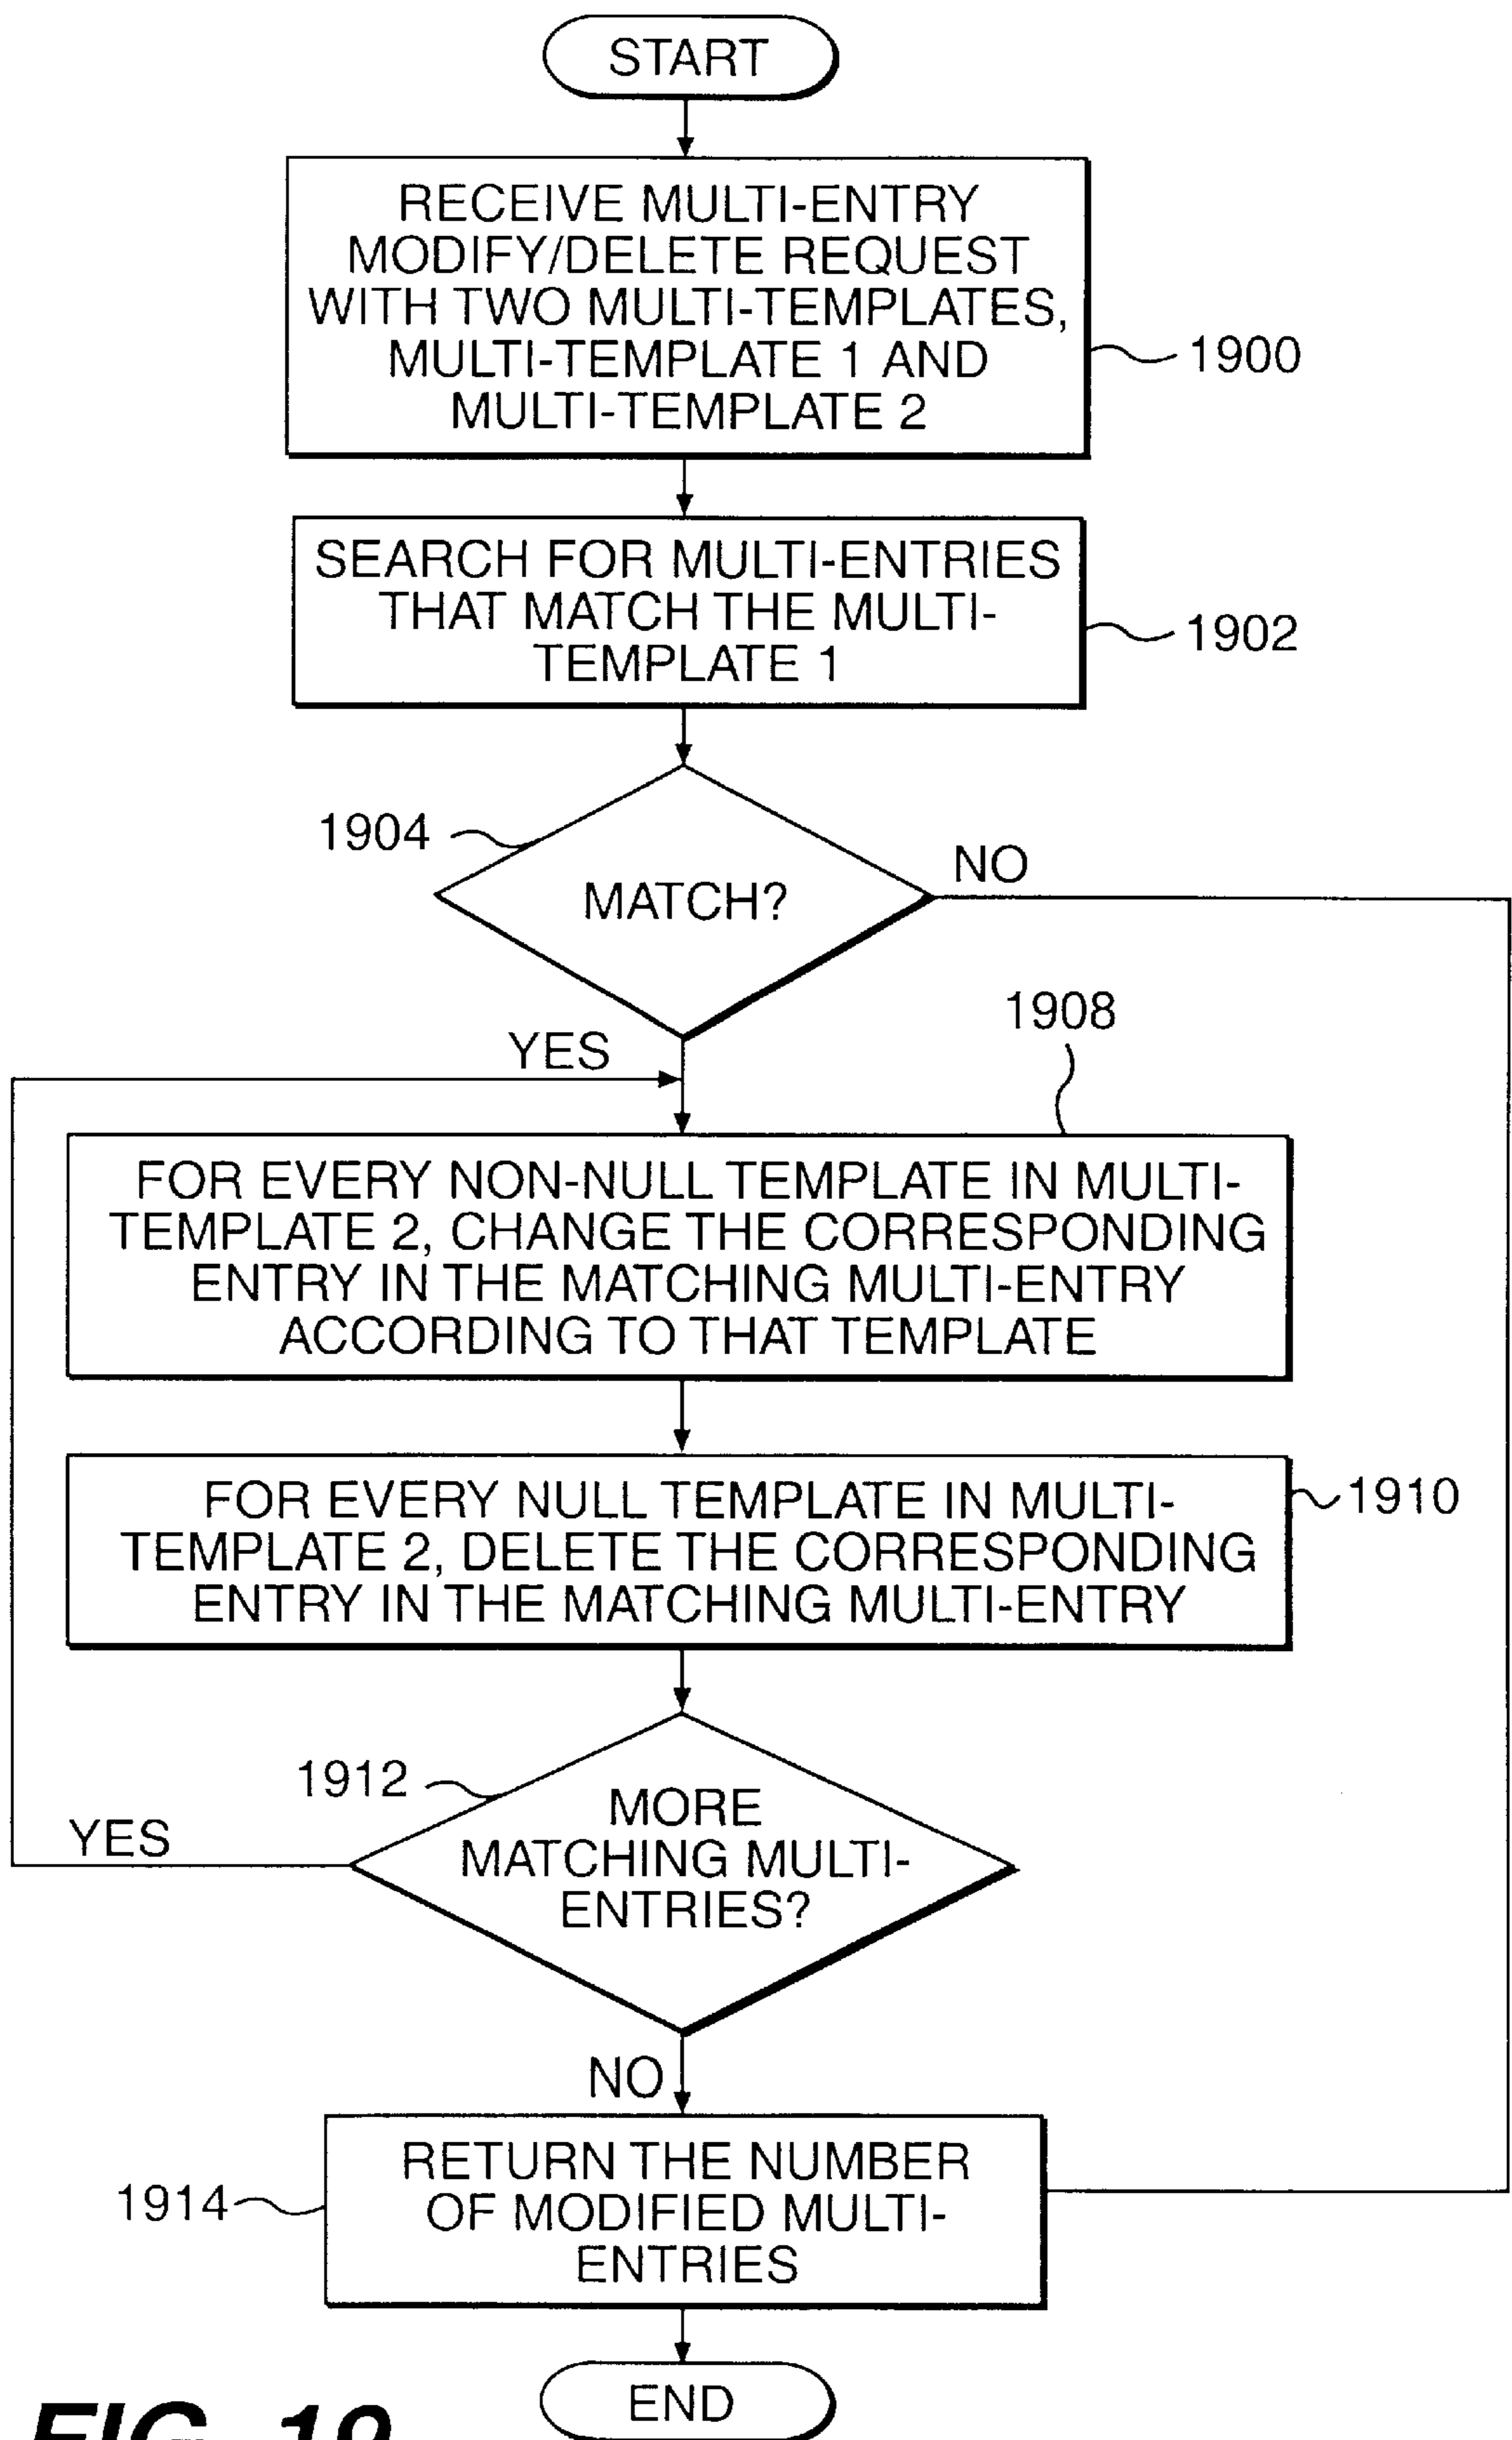 START
RECEIVE MULTI-ENTRY
MODIFY/DELETE REQUEST
WITH TWO MULTI-TEMPLATES,
MULTI-TEMPLATE 1 AND
MULTI-TEMPLATE 2
1900
SEARCH FOR MULTI-ENTRIES
THAT MATCH THE MULTI-
TEMPLATE 1
1902
1904
MATCH?
NO
YES
1908
FOR EVERY NON-NULL TEMPLATE IN MULTI-
TEMPLATE 2, CHANGE THE CORRESPONDING
ENTRY IN THE MATCHING MULTI-ENTRY
ACCORDING TO THAT TEMPLATE
FOR EVERY NULL TEMPLATE IN MULTI-
TEMPLATE 2, DELETE THE CORRESPONDING
ENTRY IN THE MATCHING MULTI-ENTRY
1910
1912
MORE
MATCHING MULTI-
ENTRIES?
YES
NO
RETURN THE NUMBER
OF MODIFIED MULTI-
ENTRIES
1914
END
FIG. 19